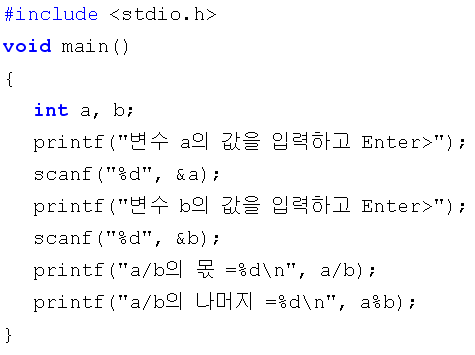 #include <stdio.h>
void main()
{
int a, b;
printf("변수 a의 값을 입력하고 Enter>");
scanf("%d", &a);
printf("변수 b의 값을 입력하고 Enter>");
scanf("%d", &b);
printf("a/b의 몫 =%d\n", a/b);
printf("a/b의 나머지 =%d\n", a%b);
}